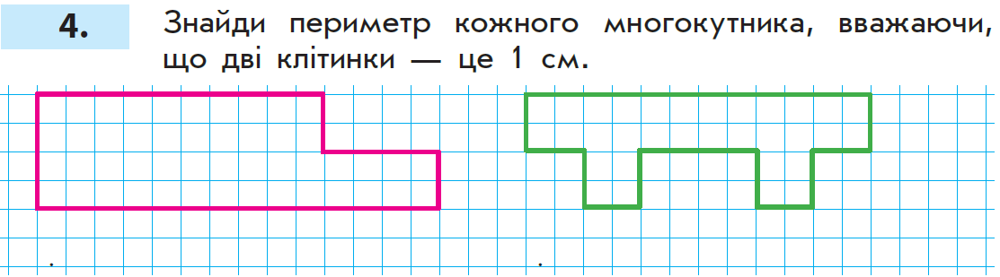 4. Знайди периметр кожного многокутника, вважаючи,
що дві клітинки — це 1 см.